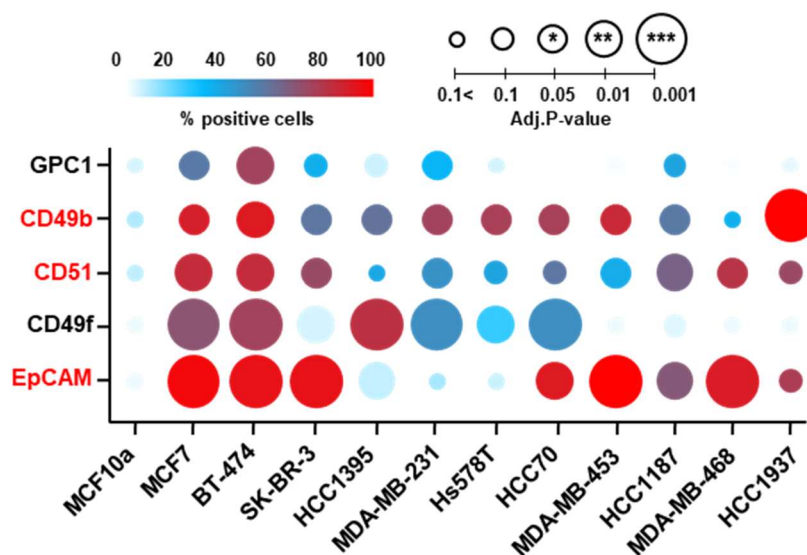 0 20 60 100
* ** ***
0.1< 0.1 0.05 0.01 0.001
% positive cells
Adj.P-value
GPC1
CD49b
CD51
CD49f
EpCAM
MCF10a
MCF7
BT-474
SK-BR-3
HCC1395
MDA-MB-231
Hs578T
HCC70
MDA-MB-453
HCC1187
MDA-MB-468
HCC1937